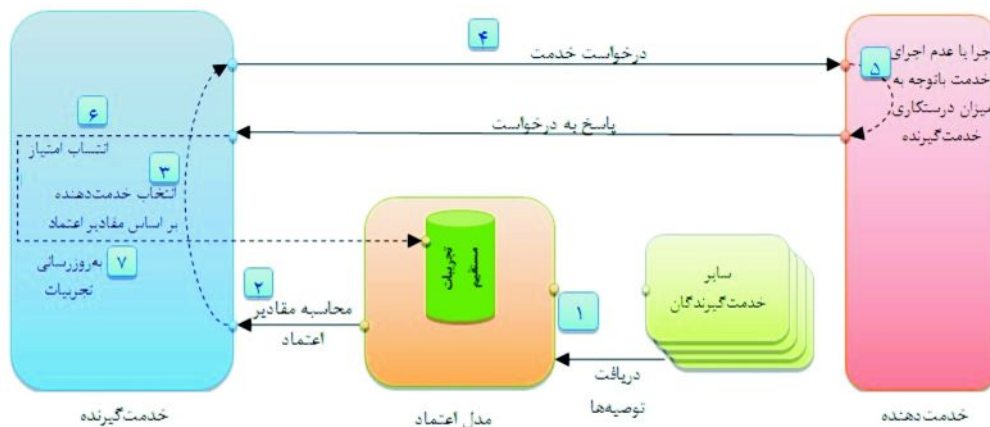 ۴
درخواست خدمت
جرا یا عدم اجرای
خدمت باتوجه به
میزان درستکاری
خدمت‌گیرنده
۵
۶
پاسخ به درخواست
انتساب امتیاز
۳
انتخاب خدمت‌دهنده
بر اساس مقادیر اعتماد
۷
به‌روزرسانی
تجربیات
۲
محاسبه مقادیر
اعتماد
تجربیات
مستقیم
۱
سایر
خدمت‌گیرندگان
دریافت
توصیه‌ها
خدمت‌دهنده
مدل اعتماد
خدمت‌گیرنده